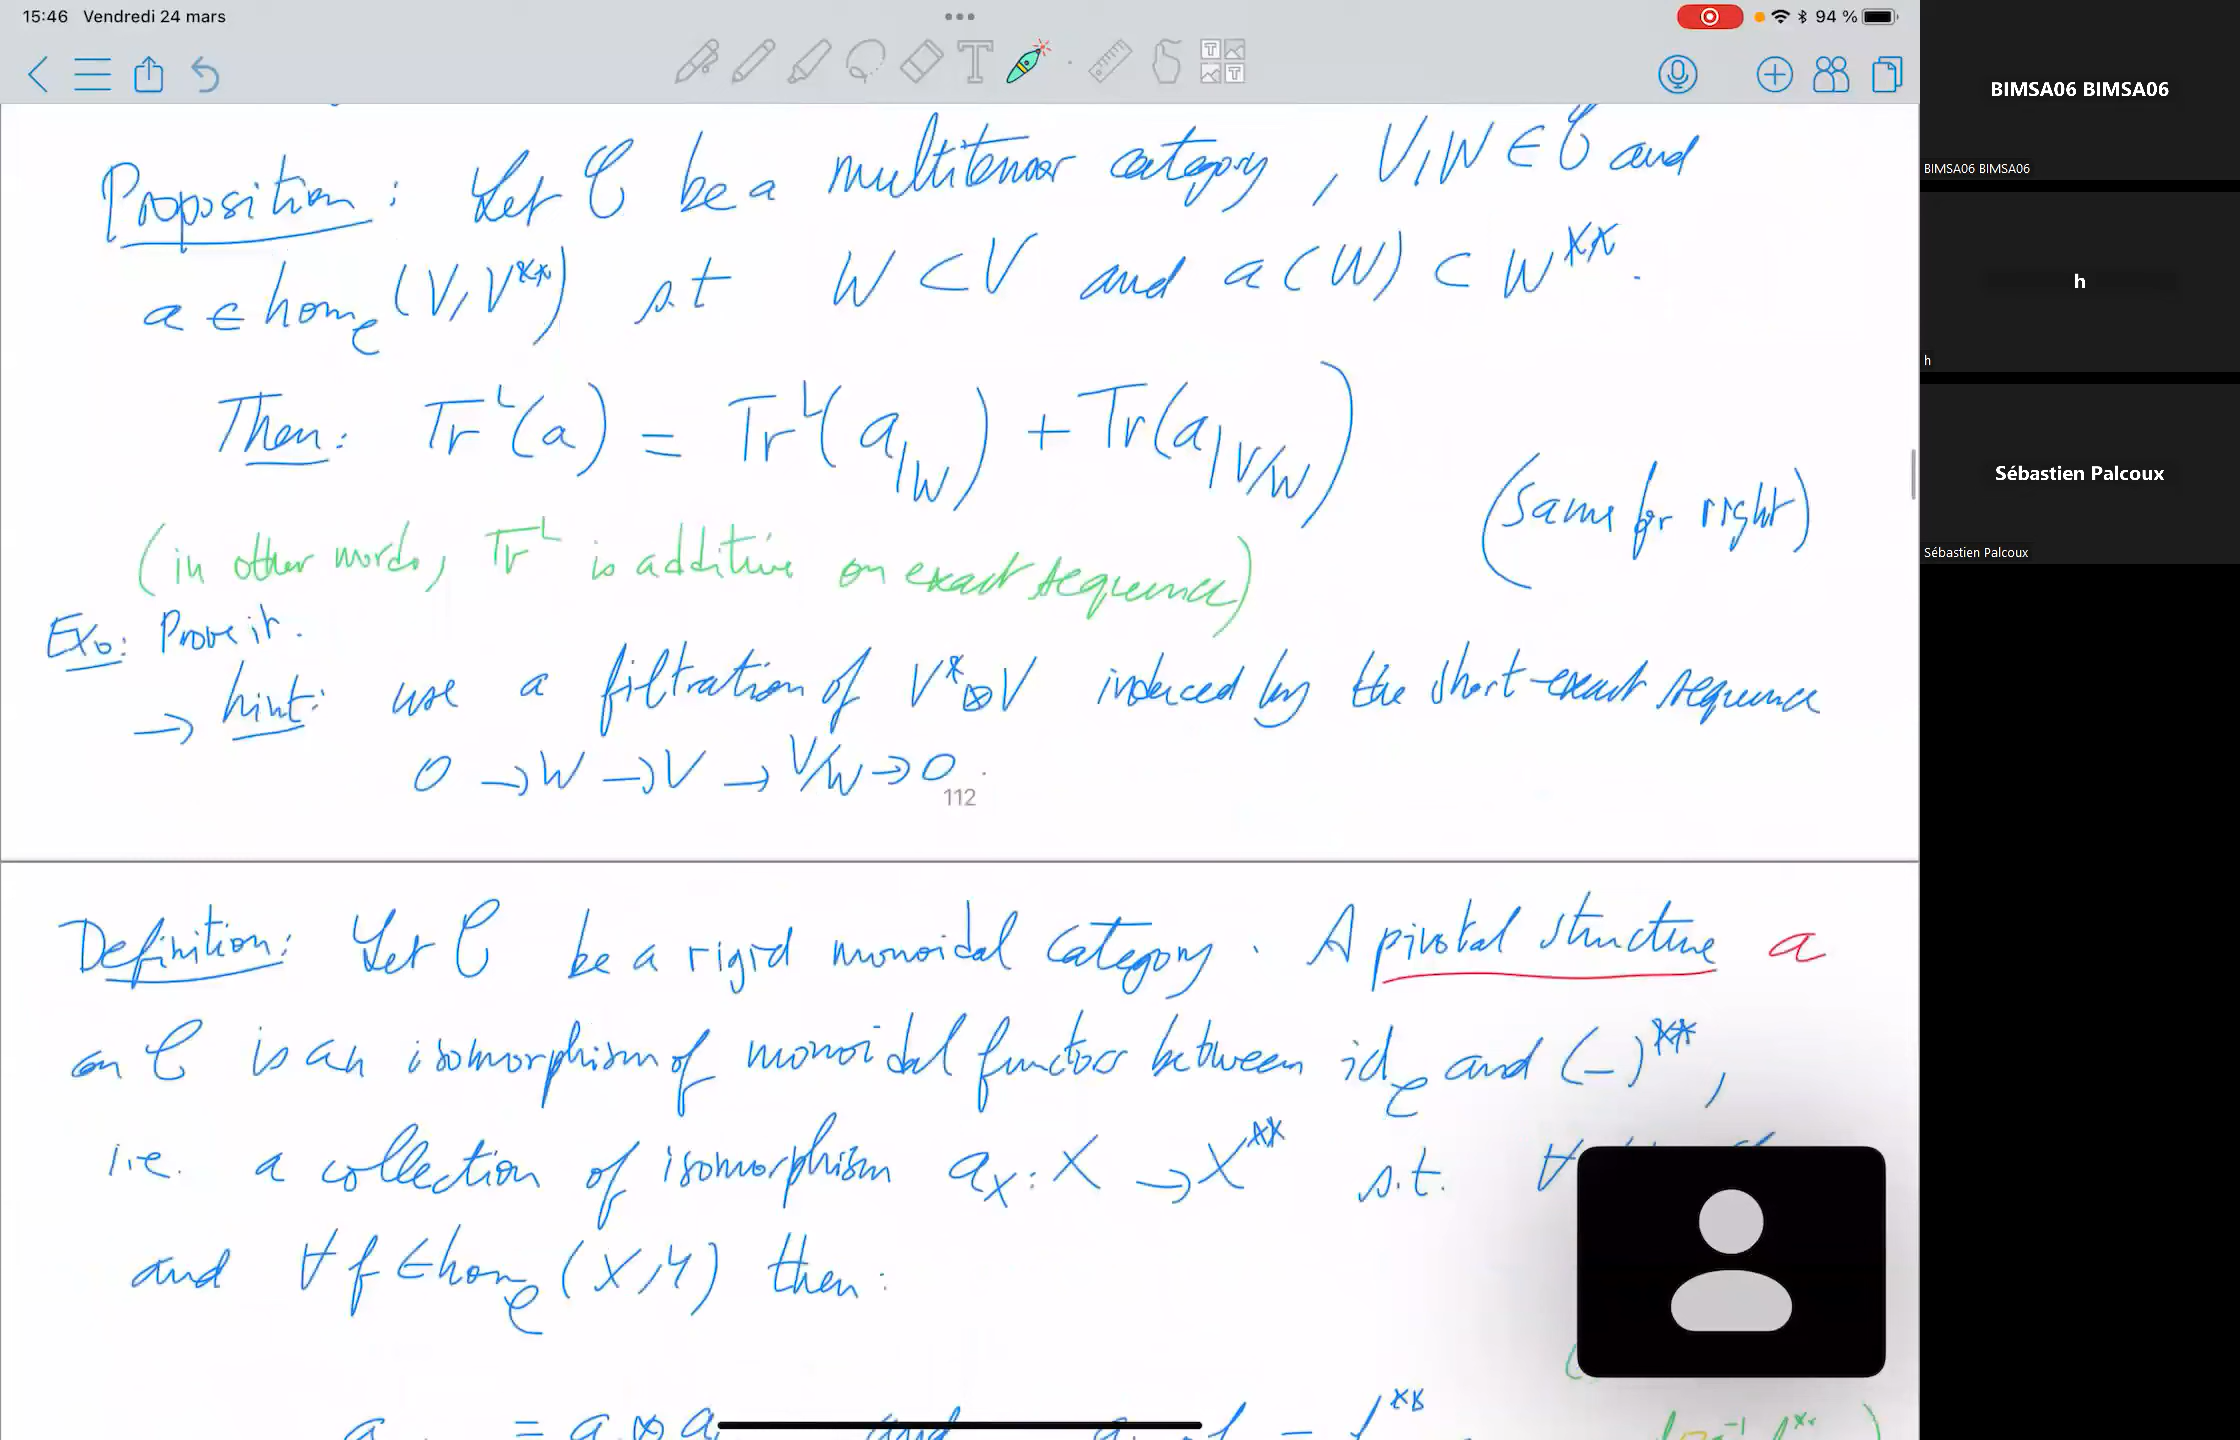 15:46 Vendredi 24 mars
94 %
BIMSA06 BIMSA06
BIMSA06 BIMSA06
h
h
Sébastien Palcoux
Sébastien Palcoux
Proposition: Let C be a multitensor category, V, W ∈ C and
a ∈ hom_C (V, V**) s.t W ⊂ V and a(W) ⊂ W**.
Then: Tr^L(a) = Tr^L(a|W) + Tr(a|V/W)
(same for right)
(in other words, Tr^L is additive on exact sequence)
Exo: Prove it.
→ hint: use a filtration of V*⊗V induced by the short-exact sequence
0 → W → V → V/W → 0.
112
Definition: Let C be a rigid monoidal category. A pivotal structure a
on C is an isomorphism of monoidal functors between id_C and (-)**,
i.e. a collection of isomorphism a_X : X → X** s.t. ∀
and ∀ f ∈ hom_C (X, Y) then:
= a ⊗ a